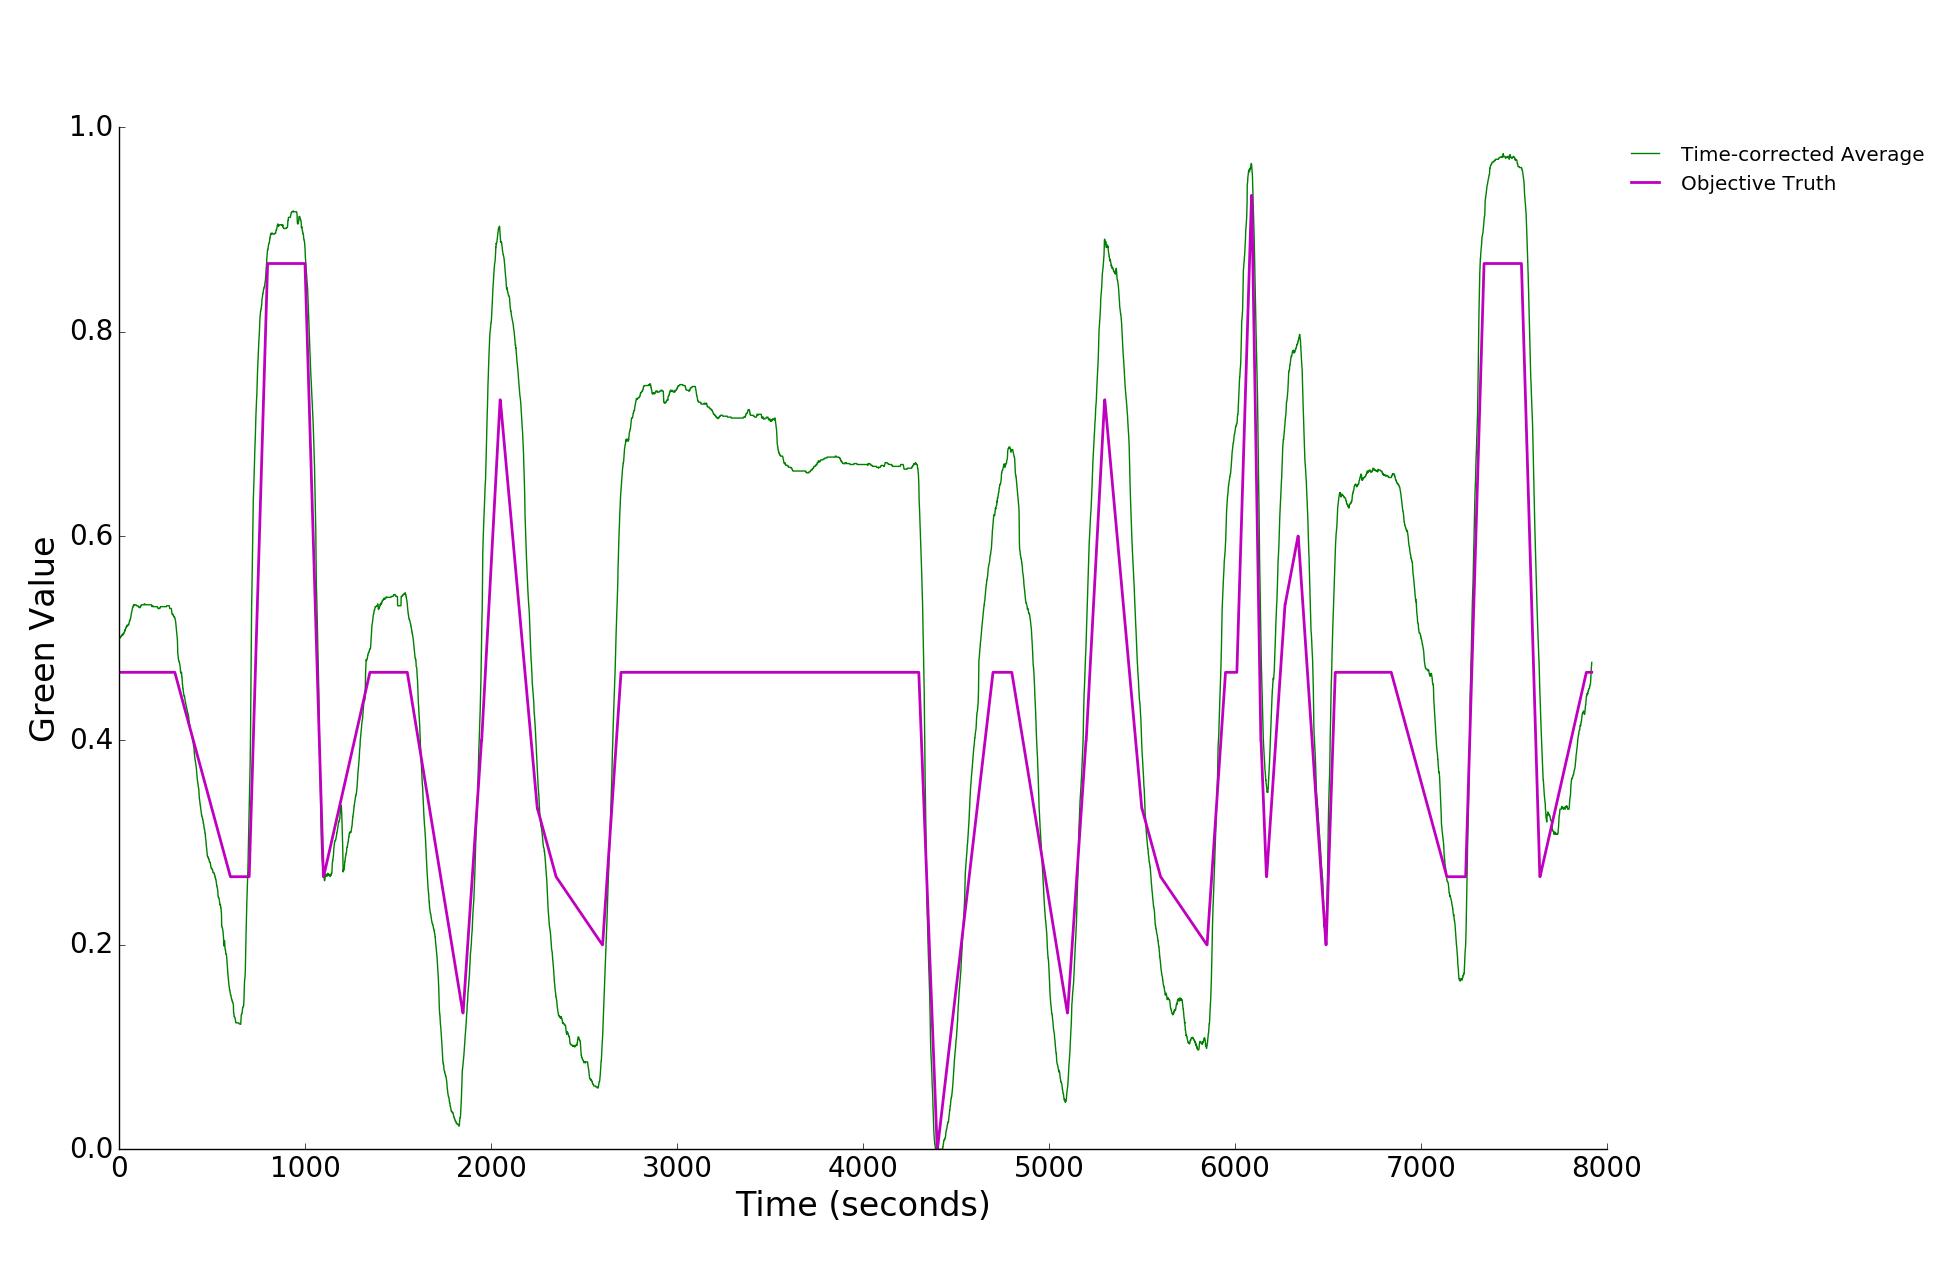 1.0
0.8
0.6
0.4
0.2
0.0
Green Value
0 1000 2000 3000 4000 5000 6000 7000 8000
Time (seconds)
Time-corrected Average
Objective Truth